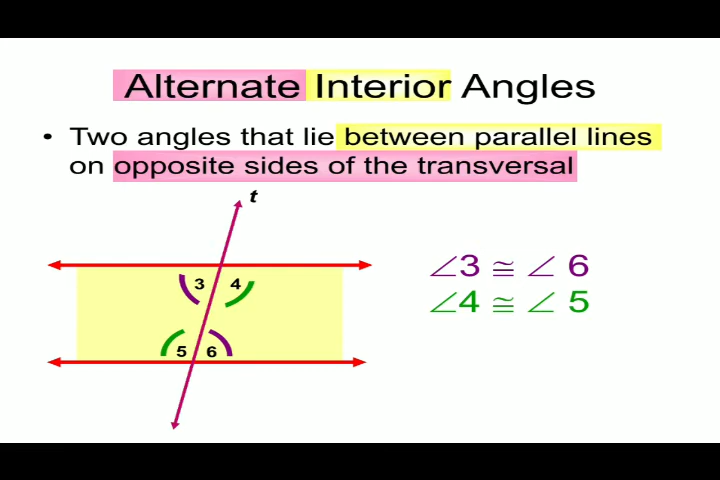 Alternate Interior Angles
• Two angles that lie between parallel lines
on opposite sides of the transversal
t
3 4
5 6
∠3 ≅ ∠ 6
∠4 ≅ ∠ 5